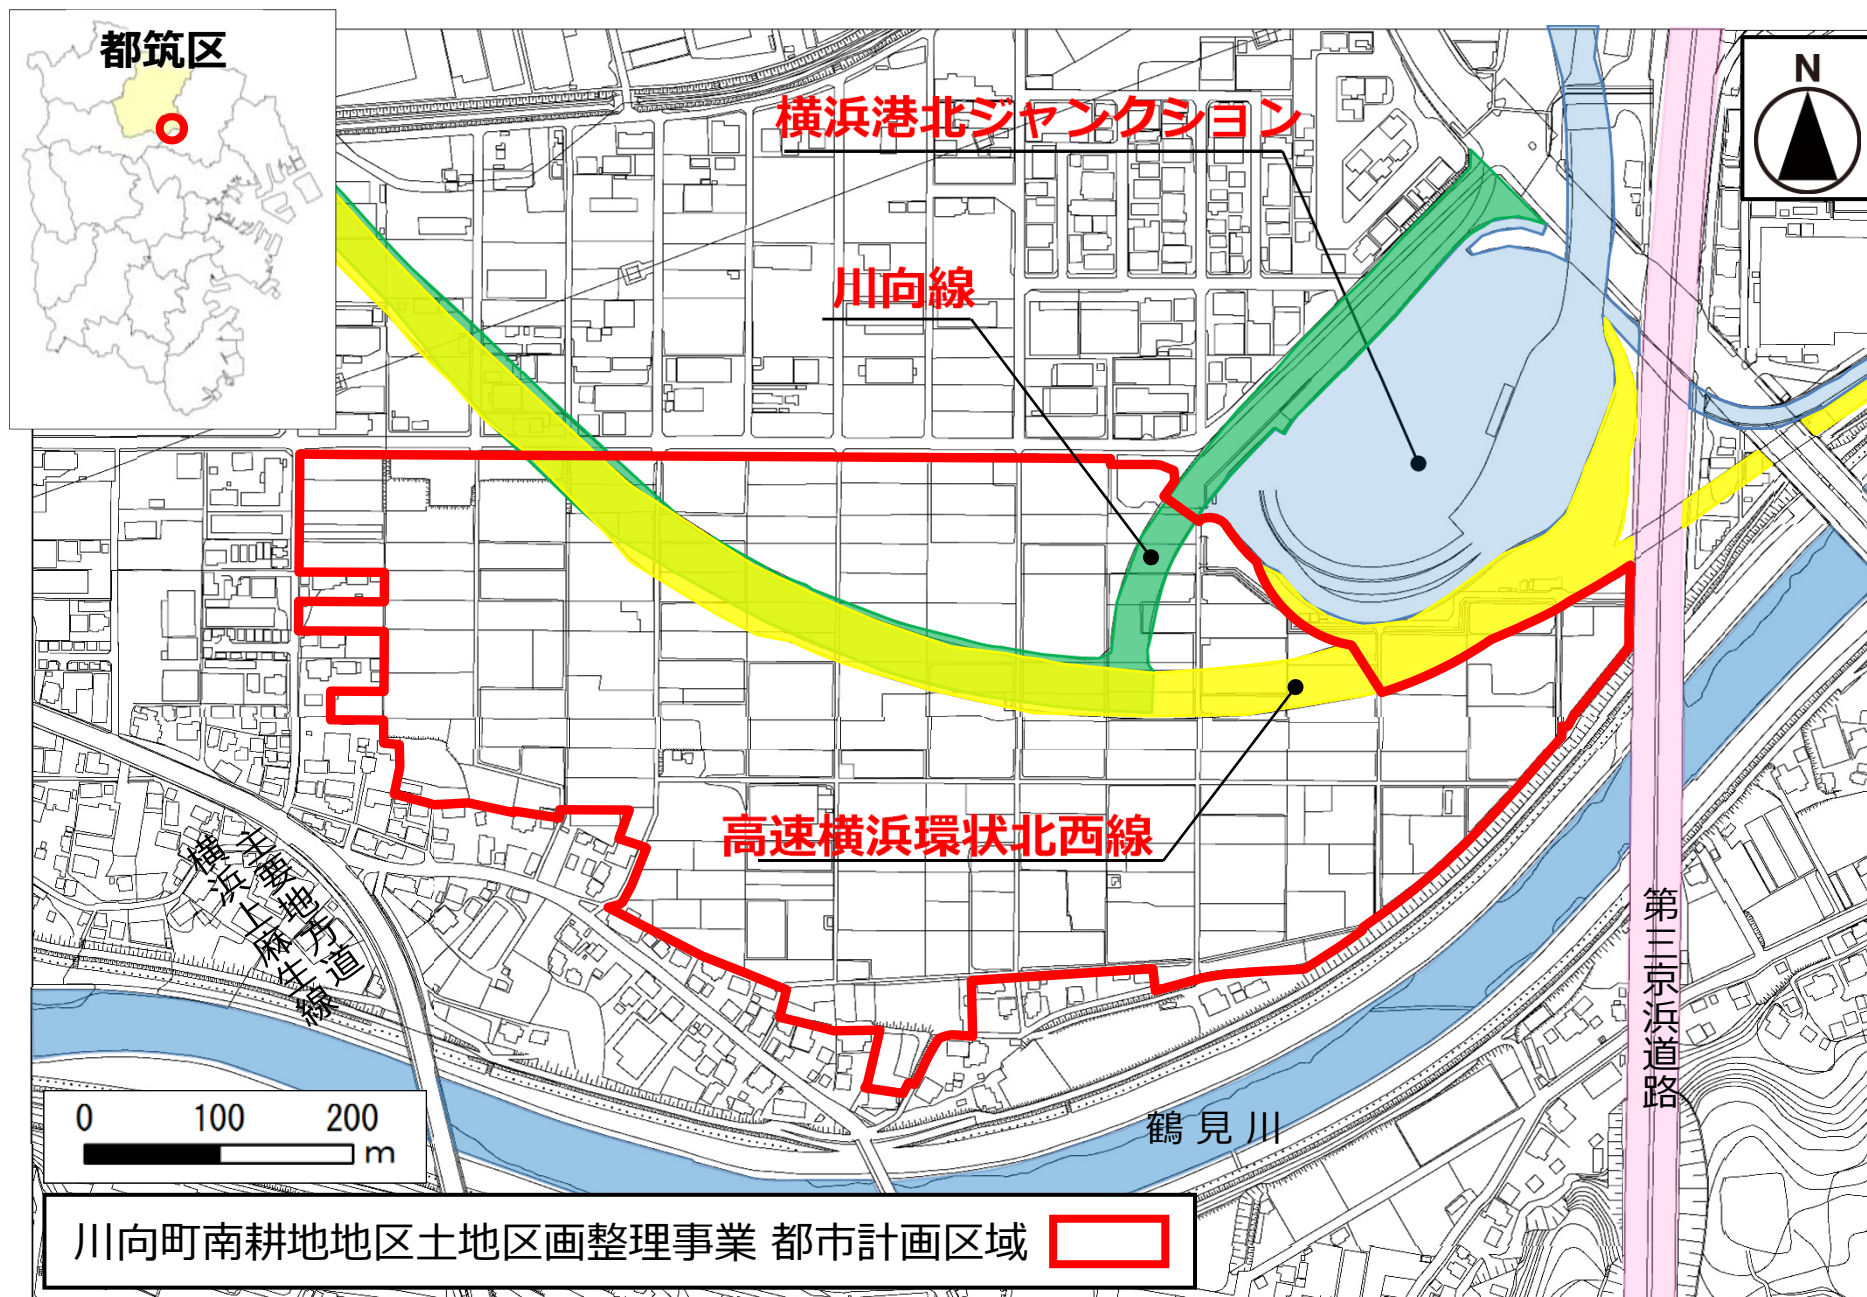 都筑区
N
横浜港北ジャンクション
川向線
高速横浜環状北西線
主要地方道
横浜上麻生線
第三京浜道路
鶴見川
0 100 200
m
川向町南耕地地区土地区画整理事業 都市計画区域